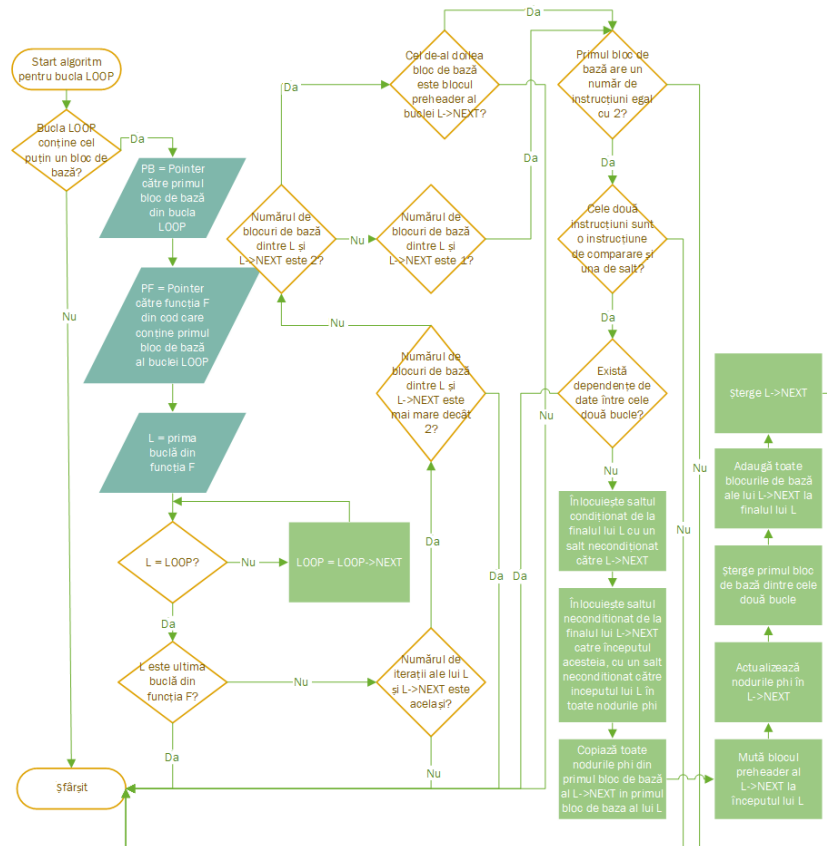 Start algoritm
pentru bucla LOOP
Bucla LOOP
conține cel
puțin un bloc de
bază?
Da
Nu
PB = Pointer
către primul
bloc de bază
din bucla
LOOP
PF = Pointer
către funcția F
din cod care
conține primul
bloc de bază
al buclei LOOP
L = prima
buclă din
funcția F
L = LOOP?
Nu
LOOP = LOOP->NEXT
Da
L este ultima
buclă din
funcția F?
Nu
Da
Numărul de
iterații ale lui L
și L->NEXT este
același?
Da
Nu
Numărul de
blocuri de bază
dintre L și
L->NEXT este
mai mare decât
2?
Nu
Da
Numărul de
blocuri de bază
dintre L și
L->NEXT este 2?
Da
Nu
Numărul de
blocuri de bază
dintre L și
L->NEXT este 1?
Da
Cel de-al doilea
bloc de bază
este blocul
preheader al
buclei L->NEXT?
Da
Nu
Primul bloc de
bază are un
număr de
instrucțiuni egal
cu 2?
Da
Nu
Cele două
instrucțiuni sunt
o instrucțiune
de comparare și
una de salt?
Da
Nu
Există
dependențe de
date între cele
două bucle?
Da
Nu
Înlocuiește saltul
condiționat de la
finalul lui L cu un
salt necondiționat
către L->NEXT
Înlocuiește saltul
neconditionat de la
finalul lui L->NEXT
catre începutul
acesteia, cu un salt
neconditionat către
inceputul lui L în
toate nodurile phi
Copiază toate
nodurile phi din
primul bloc de bază
al L->NEXT in primul
bloc de baza al lui L
Mută blocul
preheader al
L->NEXT la
începutul lui L
Actualizează
nodurile phi în
L->NEXT
Șterge primul bloc
de bază dintre cele
două bucle
Adaugă toate
blocurile de bază
ale lui L->NEXT la
finalul lui L
Șterge L->NEXT
Sfârșit